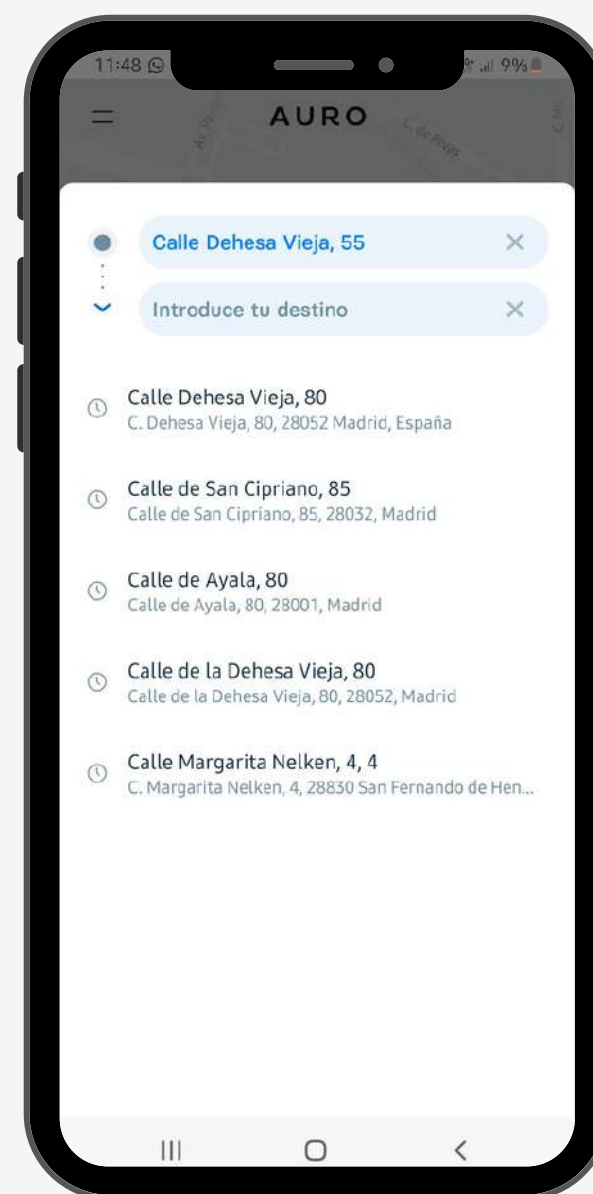 11:48
9%
AURO
C. de Rivas
Calle Dehesa Vieja, 55
Introduce tu destino
Calle Dehesa Vieja, 80
C. Dehesa Vieja, 80, 28052 Madrid, España
Calle de San Cipriano, 85
Calle de San Cipriano, 85, 28032, Madrid
Calle de Ayala, 80
Calle de Ayala, 80, 28001, Madrid
Calle de la Dehesa Vieja, 80
Calle de la Dehesa Vieja, 80, 28052, Madrid
Calle Margarita Nelken, 4, 4
C. Margarita Nelken, 4, 28830 San Fernando de Hen...